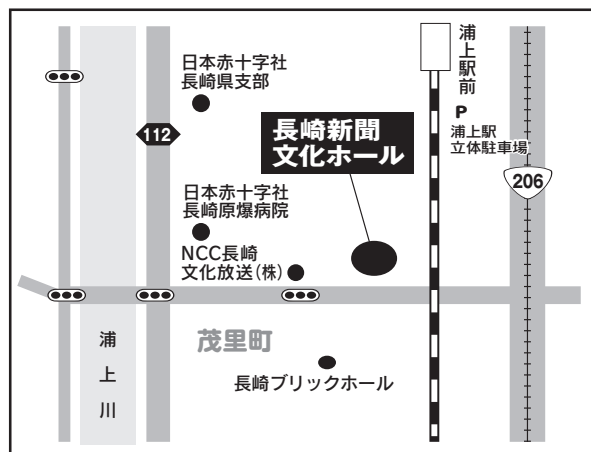 日本赤十字社
長崎県支部
112
長崎新聞
文化ホール
浦上駅前
P
浦上駅
立体駐車場
206
日本赤十字社
長崎原爆病院
NCC長崎
文化放送(株)
浦上川
茂里町
長崎ブリックホール